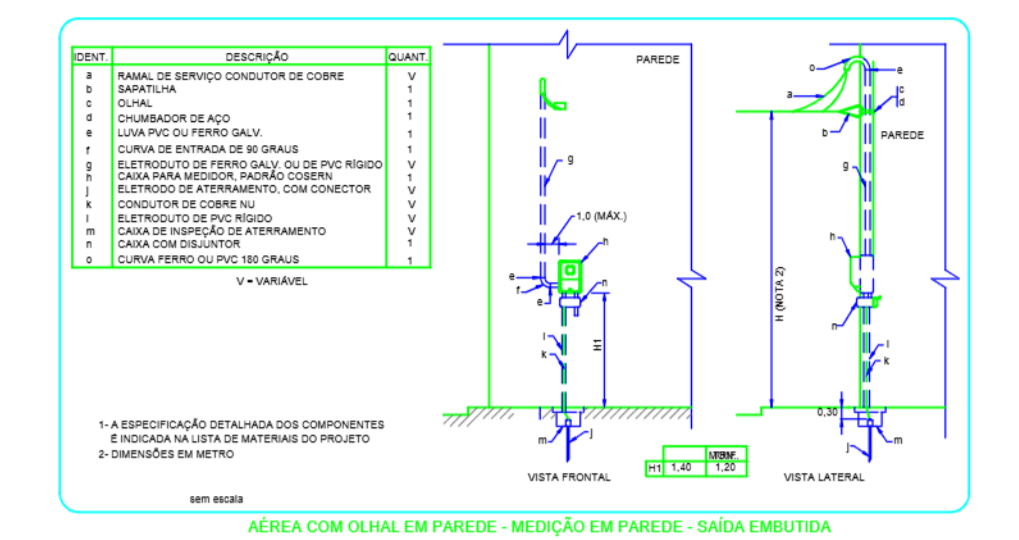 IDENT. DESCRIÇÃO QUANT.
a RAMAL DE SERVIÇO CONDUTOR DE COBRE V
b SAPATILHA 1
c OLHAL 1
d CHUMBADOR DE AÇO 1
e LUVA PVC OU FERRO GALV. 1
f CURVA DE ENTRADA DE 90 GRAUS 1
g ELETRODUTO DE FERRO GALV. OU DE PVC RÍGIDO V
h CAIXA PARA MEDIDOR, PADRÃO COSERN 1
j ELETRODO DE ATERRAMENTO, COM CONECTOR V
k CONDUTOR DE COBRE NU V
l ELETRODUTO DE PVC RÍGIDO V
m CAIXA DE INSPEÇÃO DE ATERRAMENTO V
n CAIXA COM DISJUNTOR 1
o CURVA FERRO OU PVC 180 GRAUS 1
V = VARIÁVEL
1- A ESPECIFICAÇÃO DETALHADA DOS COMPONENTES
É INDICADA NA LISTA DE MATERIAIS DO PROJETO
2- DIMENSÕES EM METRO
sem escala
PAREDE
g
1,0 (MÁX.)
h
e
f
e
n
l
k
H1
m
j
VISTA FRONTAL
H1 1,40 1,20
o
e
a
c
d
b
PAREDE
g
h
H (NOTA 2)
n
l
k
0,30
j
m
VISTA LATERAL
AÉREA COM OLHAL EM PAREDE - MEDIÇÃO EM PAREDE - SAÍDA EMBUTIDA